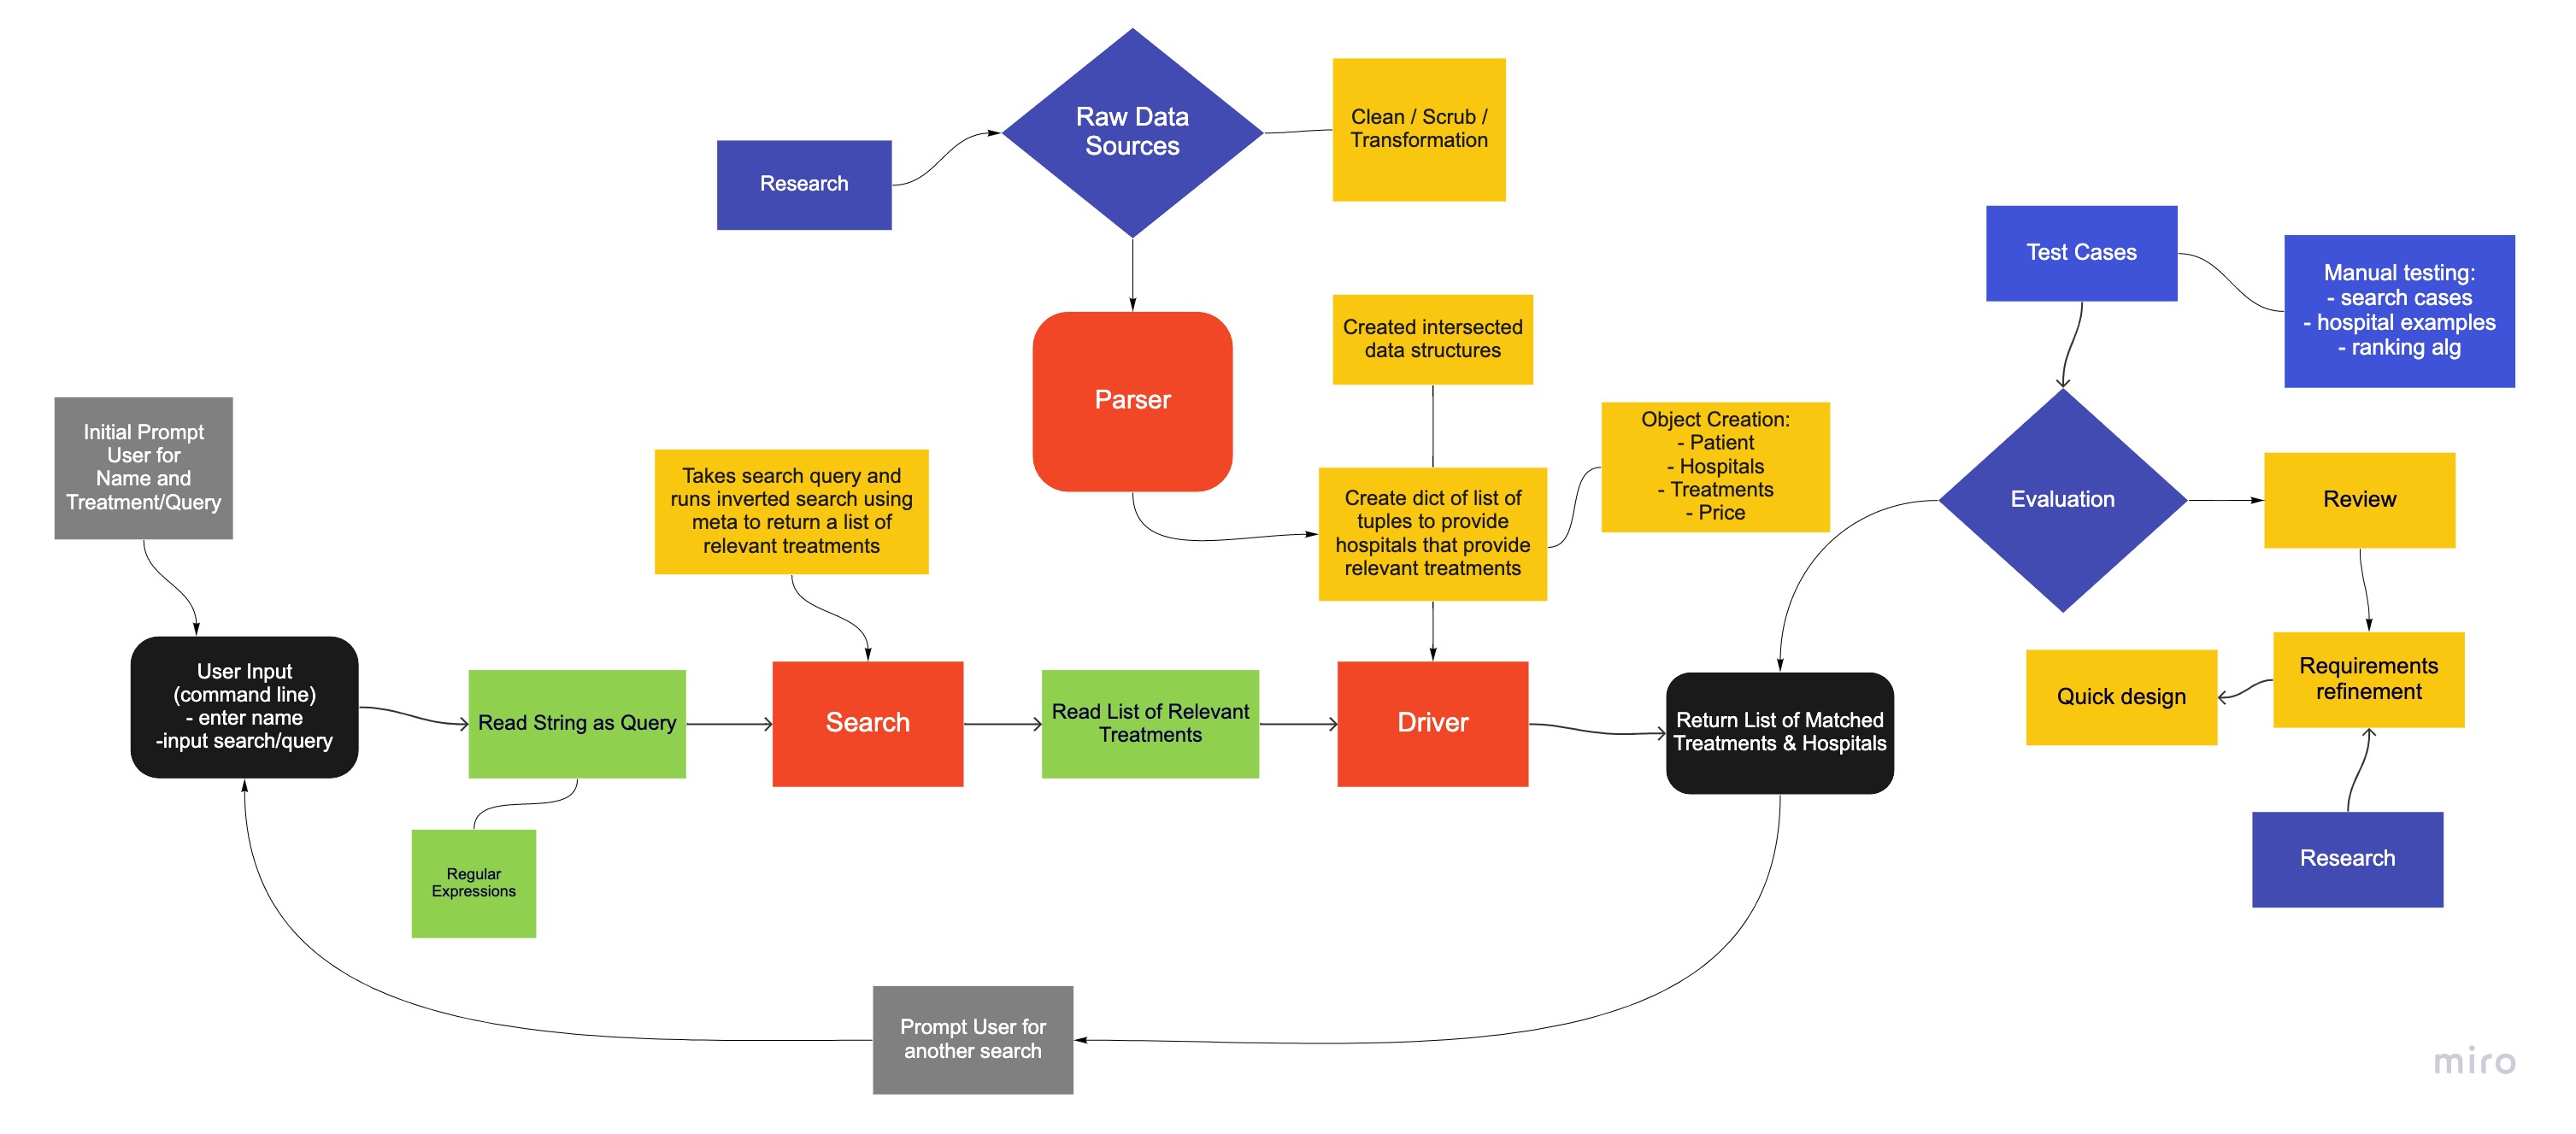 Raw Data
Sources
Clean / Scrub /
Transformation
Research
Test Cases
Manual testing:
- search cases
- hospital examples
- ranking alg
Created intersected
data structures
Parser
Initial Prompt
User for
Name and
Treatment/Query
Object Creation:
- Patient
- Hospitals
- Treatments
- Price
Takes search query and
runs inverted search using
meta to return a list of
relevant treatments
Create dict of list of
tuples to provide
hospitals that provide
relevant treatments
Evaluation
Review
User Input
(command line)
- enter name
-input search/query
Read String as Query
Search
Read List of Relevant
Treatments
Driver
Return List of Matched
Treatments & Hospitals
Quick design
Requirements
refinement
Regular
Expressions
Research
Prompt User for
another search
miro